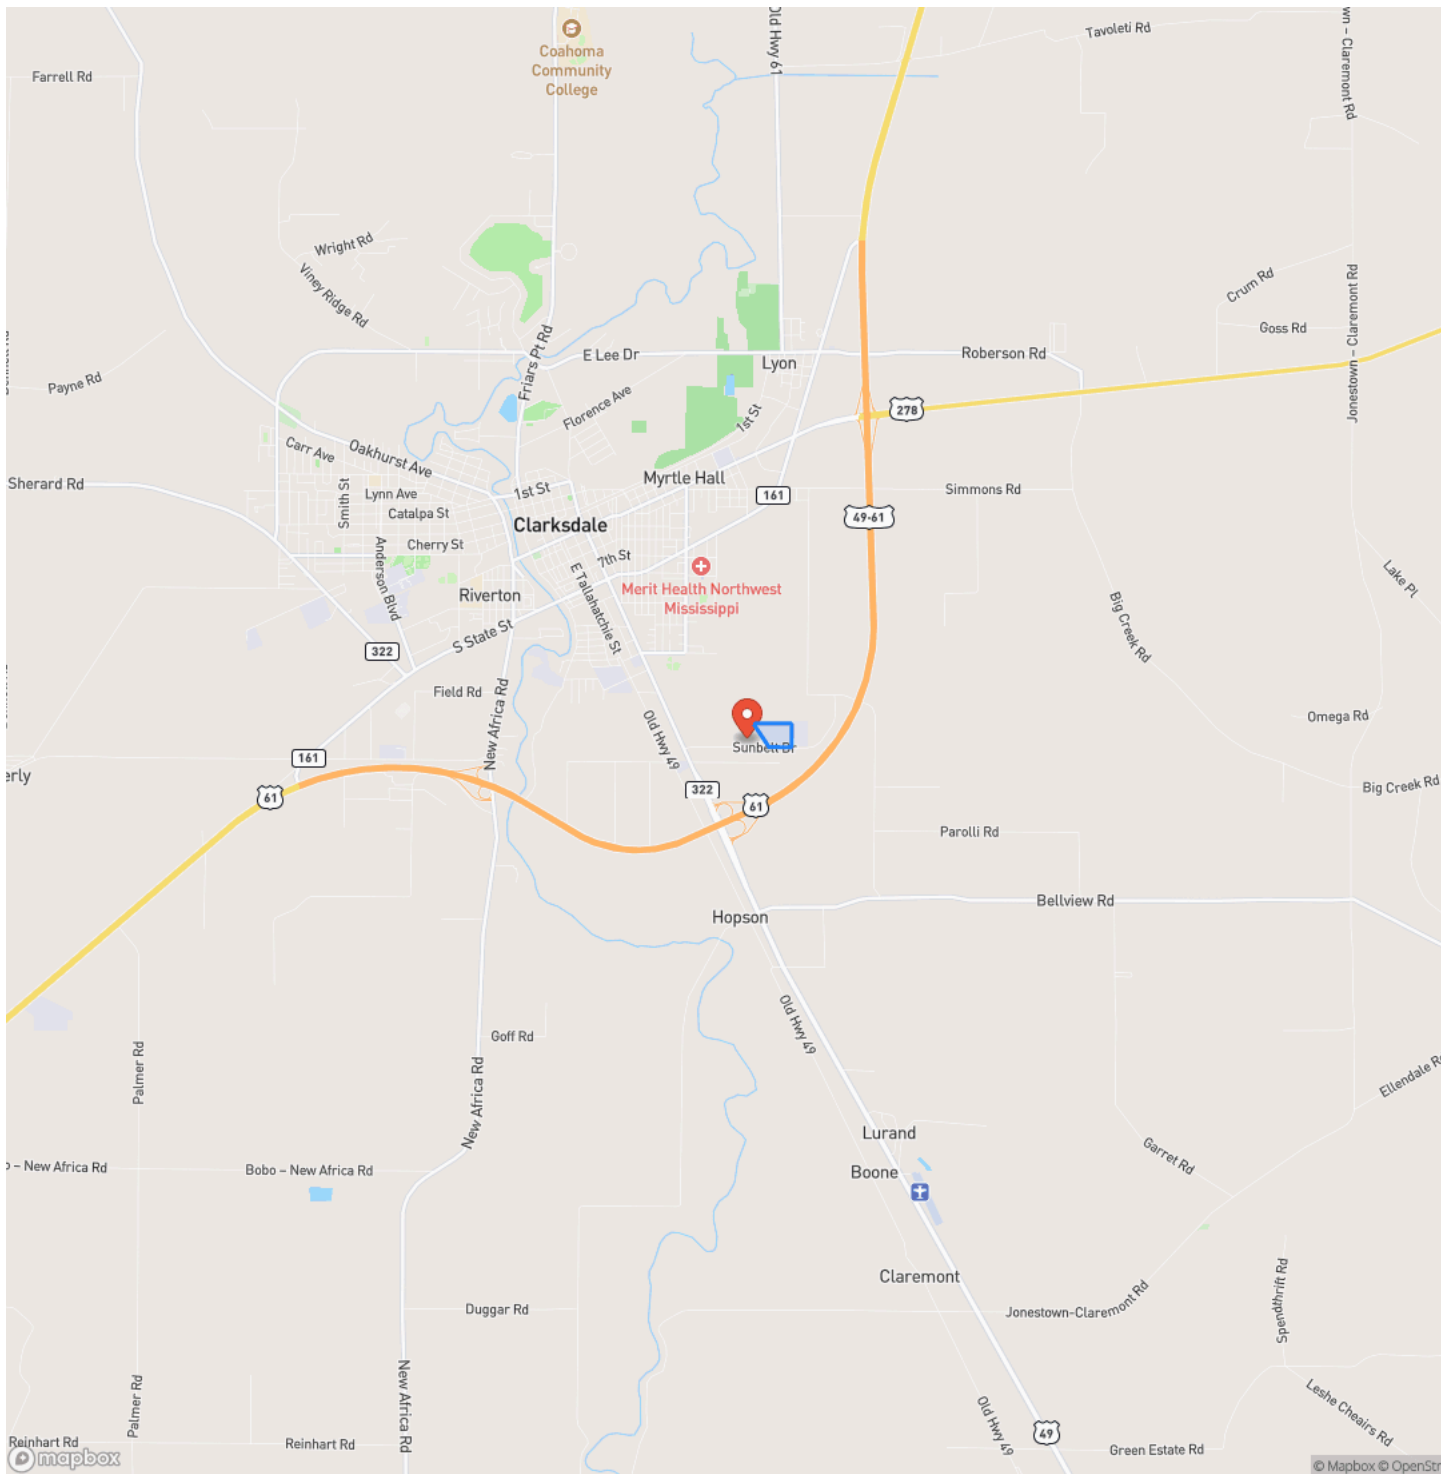 Tavoleti Rd
Old Hwy 61
wn – Claremont Rd
Coahoma
Community
College
Farrell Rd
Wright Rd
Viney Ridge Rd
Crum Rd
Goss Rd
Jonestown – Claremont Rd
Friars Pt Rd
E Lee Dr
Lyon
Roberson Rd
Payne Rd
Florence Ave
1st St
278
Carr Ave
Oakhurst Ave
Myrtle Hall
Sherard Rd
Smith St
Lynn Ave
1st St
161
Simmons Rd
Catalpa St
Clarksdale
49-61
Cherry St
7th St
Anderson Blvd
E Tallahatchie St
Merit Health Northwest
Mississippi
Lake Pl
Riverton
S State St
Big Creek Rd
322
Field Rd
New Africa Rd
Old Hwy 49
Omega Rd
Sunbelt Dr
161
erly
61
322
61
Big Creek Rd
Parolli Rd
Bellview Rd
Hopson
Old Hwy 49
Goff Rd
Palmer Rd
New Africa Rd
Ellendale Rd
Lurand
Garret Rd
Boone
– New Africa Rd
Bobo – New Africa Rd
Claremont
Spendthrift Rd
Duggar Rd
Jonestown-Claremont Rd
Palmer Rd
New Africa Rd
Leshe Cheairs Rd
Old Hwy 49
49
Reinhart Rd
Reinhart Rd
Green Estate Rd
mapbox
© Mapbox © OpenStr